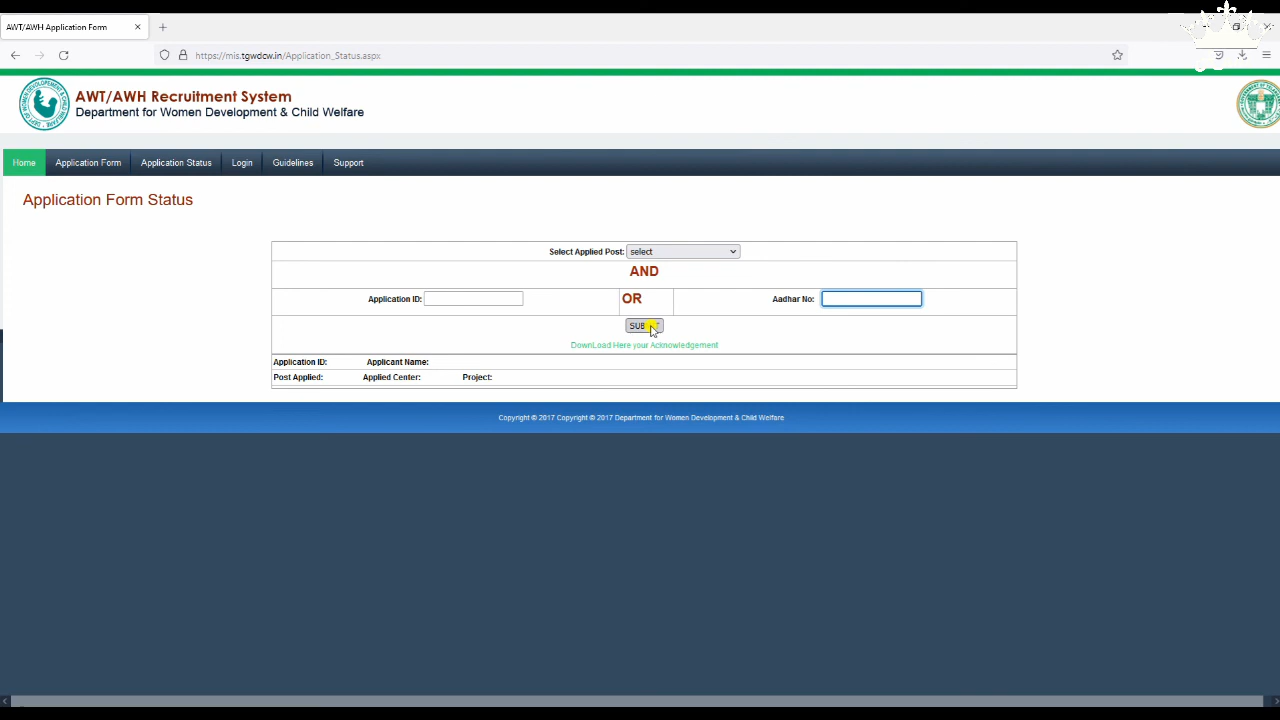 AWT/AWH Application Form
https://mis.tgwdcw.in/Application_Status.aspx
AWT/AWH Recruitment System
Department for Women Development & Child Welfare
Home Application Form Application Status Login Guidelines Support
Application Form Status
Select Applied Post: select
AND
Application ID: OR Aadhar No:
DownLoad Here your Acknowledgement
Application ID: Applicant Name:
Post Applied: Applied Center: Project:
Copyright © 2017 Copyright © 2017 Department for Women Development & Child Welfare